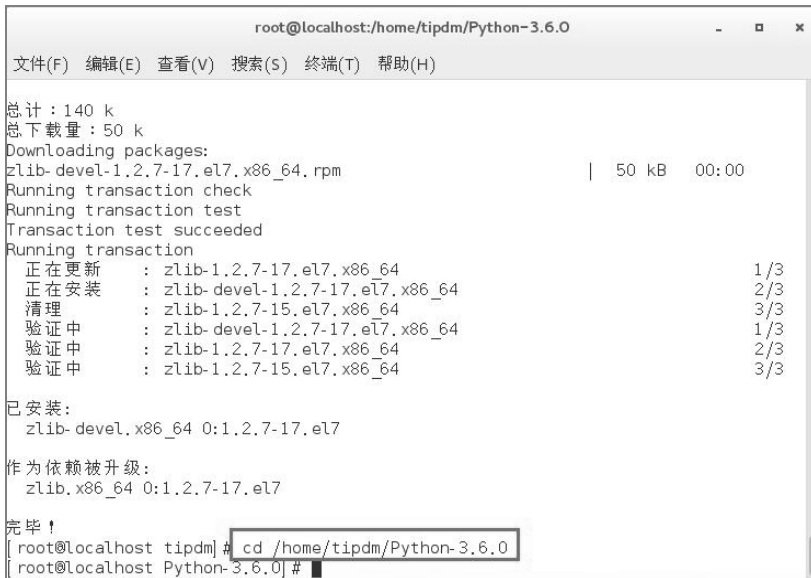 root@localhost:/home/tipdm/Python-3.6.0
文件(F) 编辑(E) 查看(V) 搜索(S) 终端(T) 帮助(H)
总计：140 k
总下载量：50 k
Downloading packages:
zlib-devel-1.2.7-17.el7.x86_64.rpm | 50 kB 00:00
Running transaction check
Running transaction test
Transaction test succeeded
Running transaction
正在更新 : zlib-1.2.7-17.el7.x86_64 1/3
正在安装 : zlib-devel-1.2.7-17.el7.x86_64 2/3
清理 : zlib-1.2.7-15.el7.x86_64 3/3
验证中 : zlib-devel-1.2.7-17.el7.x86_64 1/3
验证中 : zlib-1.2.7-17.el7.x86_64 2/3
验证中 : zlib-1.2.7-15.el7.x86_64 3/3
已安装:
zlib-devel.x86_64 0:1.2.7-17.el7
作为依赖被升级:
zlib.x86_64 0:1.2.7-17.el7
完毕！
[root@localhost tipdm]# cd /home/tipdm/Python-3.6.0
[root@localhost Python-3.6.0]#